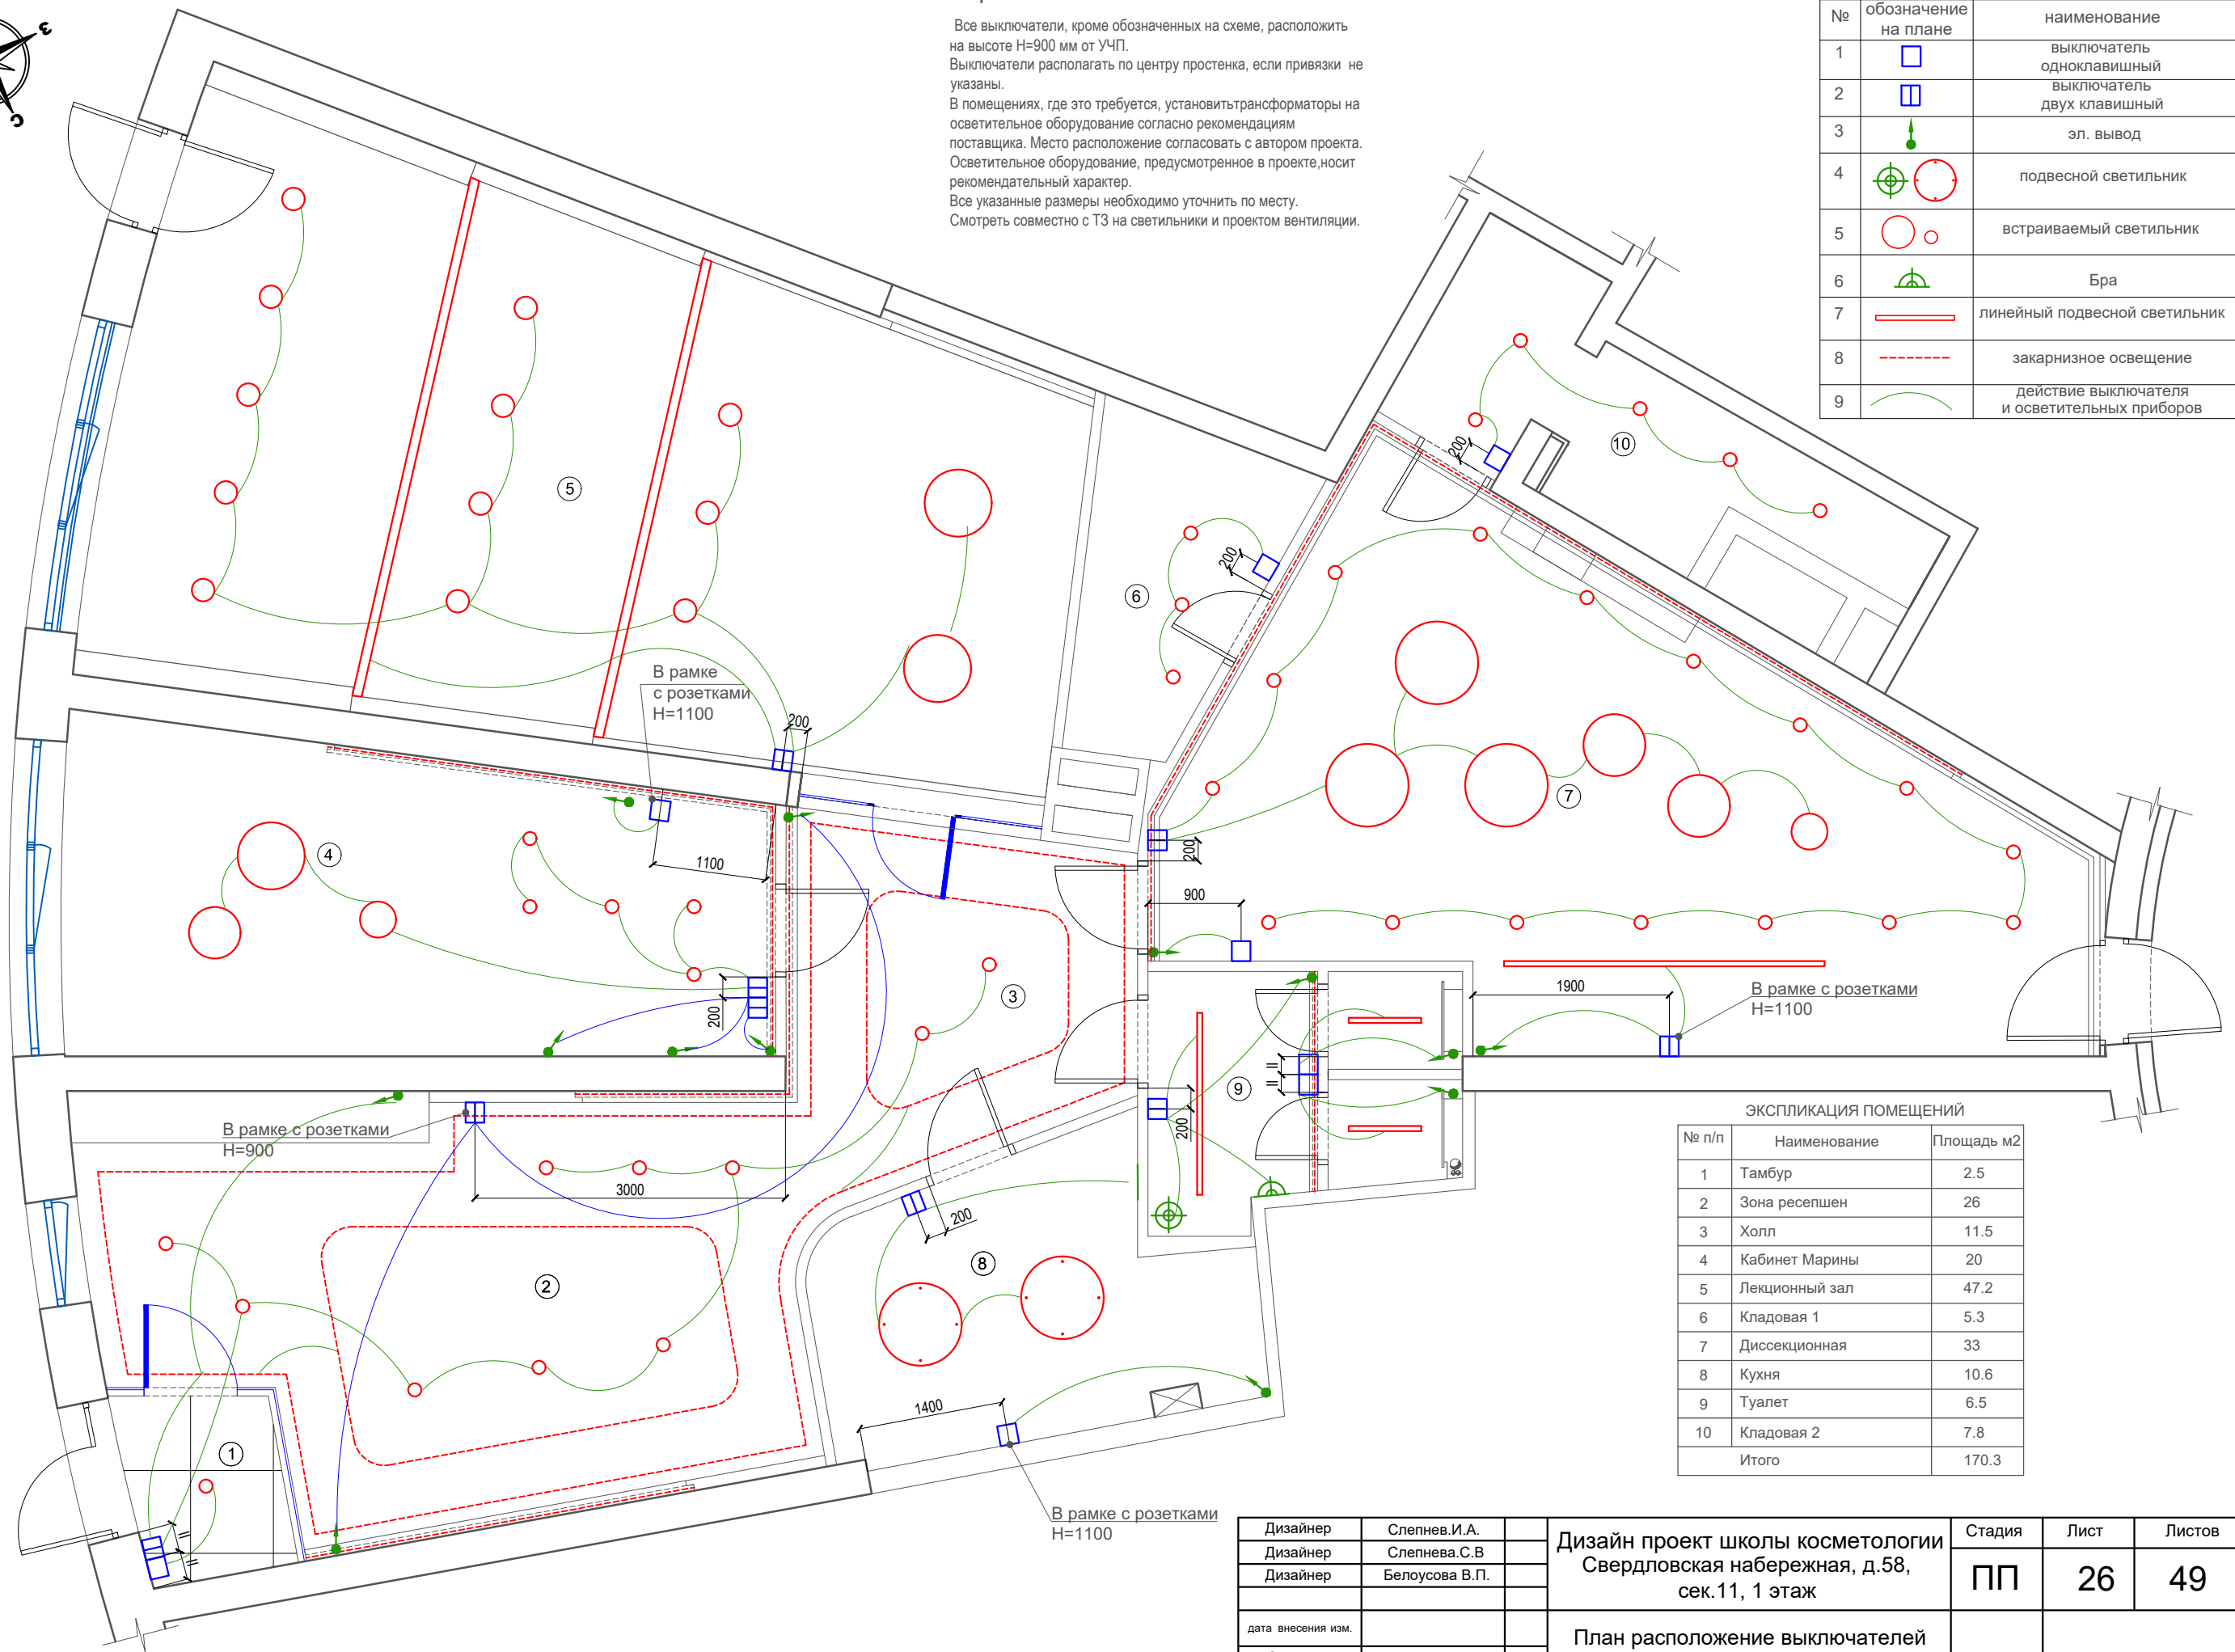 Все выключатели, кроме обозначенных на схеме, расположить
на высоте Н=900 мм от УЧП.
Выключатели располагать по центру простенка, если привязки не
указаны.
В помещениях, где это требуется, установитьтрансформаторы на
осветительное оборудование согласно рекомендациям
поставщика. Место расположение согласовать с автором проекта.
Осветительное оборудование, предусмотренное в проекте,носит
рекомендательный характер.
Все указанные размеры необходимо уточнить по месту.
Смотреть совместно с ТЗ на светильники и проектом вентиляции.
№ обозначение на плане наименование
1 выключатель одноклавишный
2 выключатель двух клавишный
3 эл. вывод
4 подвесной светильник
5 встраиваемый светильник
6 Бра
7 линейный подвесной светильник
8 закарнизное освещение
9 действие выключателя и осветительных приборов
з
с
5
10
200
200
6
В рамке
с розетками
Н=1100
200
7
4
1100
200
900
3
200
1900
В рамке с розетками
Н=1100
9
200
В рамке с розетками
Н=900
3000
200
2
8
1400
1
В рамке с розетками
Н=1100
ЭКСПЛИКАЦИЯ ПОМЕЩЕНИЙ
№ п/п Наименование Площадь м2
1 Тамбур 2.5
2 Зона ресепшен 26
3 Холл 11.5
4 Кабинет Марины 20
5 Лекционный зал 47.2
6 Кладовая 1 5.3
7 Диссекционная 33
8 Кухня 10.6
9 Туалет 6.5
10 Кладовая 2 7.8
Итого 170.3
Дизайнер Слепнев.И.А.
Дизайнер Слепнева.С.В
Дизайнер Белоусова В.П.
дата внесения изм.
Дизайн проект школы косметологии
Свердловская набережная, д.58,
сек.11, 1 этаж
Стадия Лист Листов
ПП 26 49
План расположение выключателей